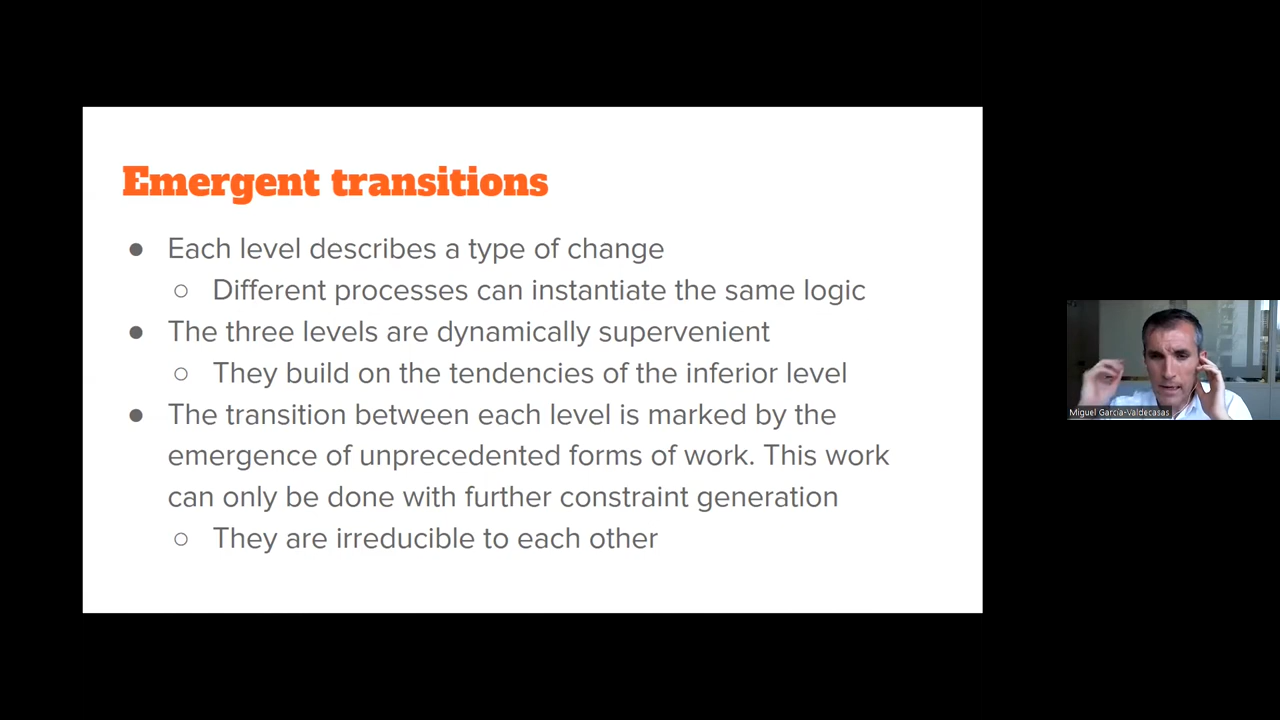 Emergent transitions
● Each level describes a type of change
○ Different processes can instantiate the same logic
● The three levels are dynamically supervenient
○ They build on the tendencies of the inferior level
● The transition between each level is marked by the
emergence of unprecedented forms of work. This work
can only be done with further constraint generation
○ They are irreducible to each other
Miguel García-Valdecasas